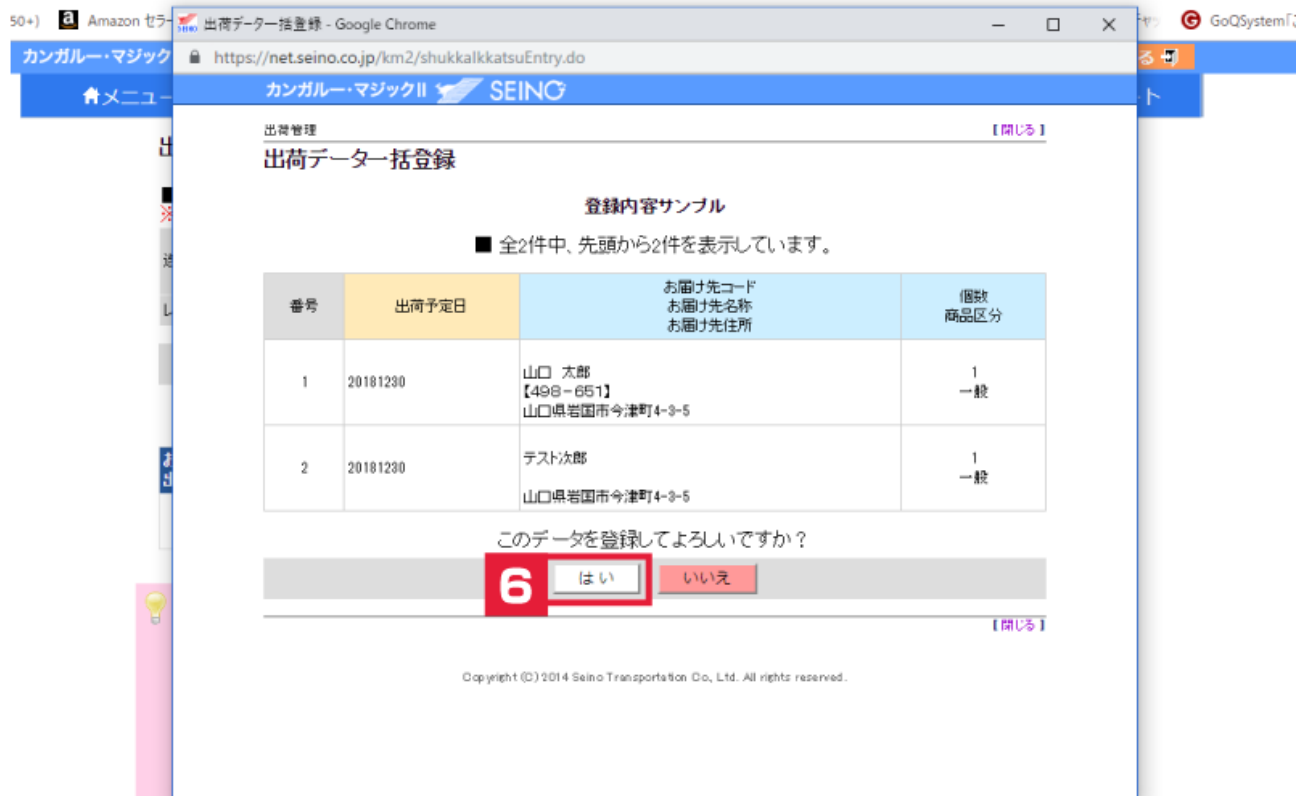 50+) Amazon セラ
出荷データ一括登録 - Google Chrome
GoQSystem「
カンガルー・マジック
https://net.seino.co.jp/km2/shukkaIkkatsuEntry.do
る
メニュー
カンガルー・マジックII SEINO
ト
出荷管理
【閉じる】
出荷データ一括登録
登録内容サンプル
■ 全2件中、先頭から2件を表示しています。
番号
出荷予定日
お届け先コード
お届け先名称
お届け先住所
個数
商品区分
1
20181230
山口 太郎
【498-651】
山口県岩国市今津町4-3-5
1
一般
2
20181230
テスト次郎
山口県岩国市今津町4-3-5
1
一般
このデータを登録してよろしいですか？
6
はい
いいえ
【閉じる】
Copyright (C) 2014 Seino Transportation Co., Ltd. All rights reserved.